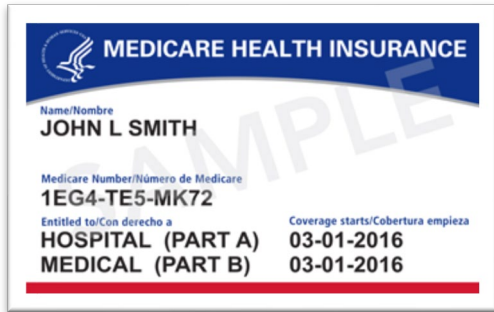 MEDICARE HEALTH INSURANCE
Name/Nombre
JOHN L SMITH
Medicare Number/Número de Medicare
1EG4-TE5-MK72
Entitled to/Con derecho a Coverage starts/Cobertura empieza
HOSPITAL (PART A) 03-01-2016
MEDICAL (PART B) 03-01-2016
SAMPLE